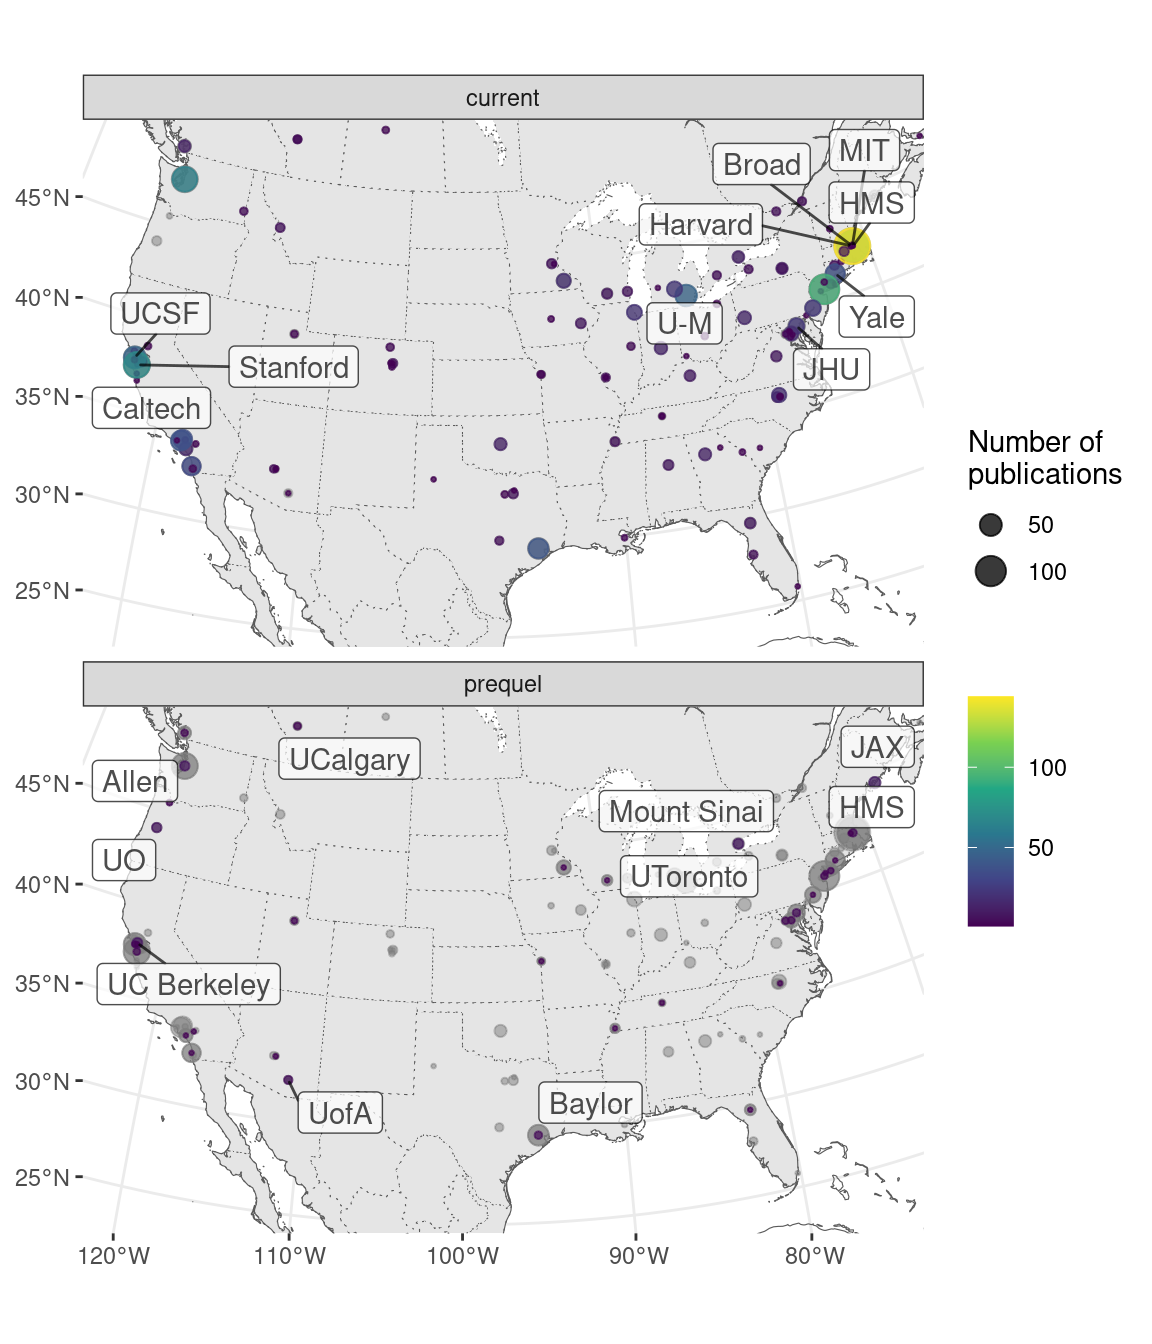 current
MIT
Broad
HMS
Harvard
45°N
40°N
UCSF
U-M
Yale
Stanford
JHU
35°N
Caltech
30°N
25°N
Number of
publications
50
100
prequel
JAX
UCalgary
Allen
45°N
Mount Sinai
HMS
100
50
UO
UToronto
40°N
35°N
UC Berkeley
30°N
Baylor
UofA
25°N
120°W
110°W
100°W
90°W
80°W